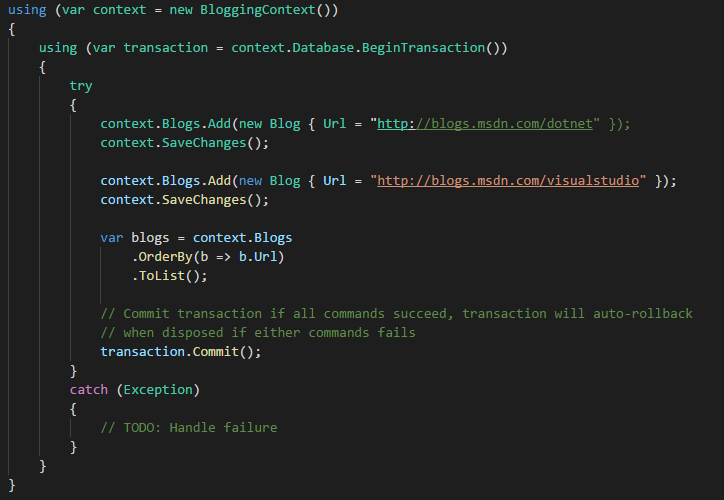 using (var context = new BloggingContext())
{
    using (var transaction = context.Database.BeginTransaction())
    {
        try
        {
            context.Blogs.Add(new Blog { Url = "http://blogs.msdn.com/dotnet" });
            context.SaveChanges();

            context.Blogs.Add(new Blog { Url = "http://blogs.msdn.com/visualstudio" });
            context.SaveChanges();

            var blogs = context.Blogs
                .OrderBy(b => b.Url)
                .ToList();

            // Commit transaction if all commands succeed, transaction will auto-rollback
            // when disposed if either commands fails
            transaction.Commit();
        }
        catch (Exception)
        {
            // TODO: Handle failure
        }
    }
}